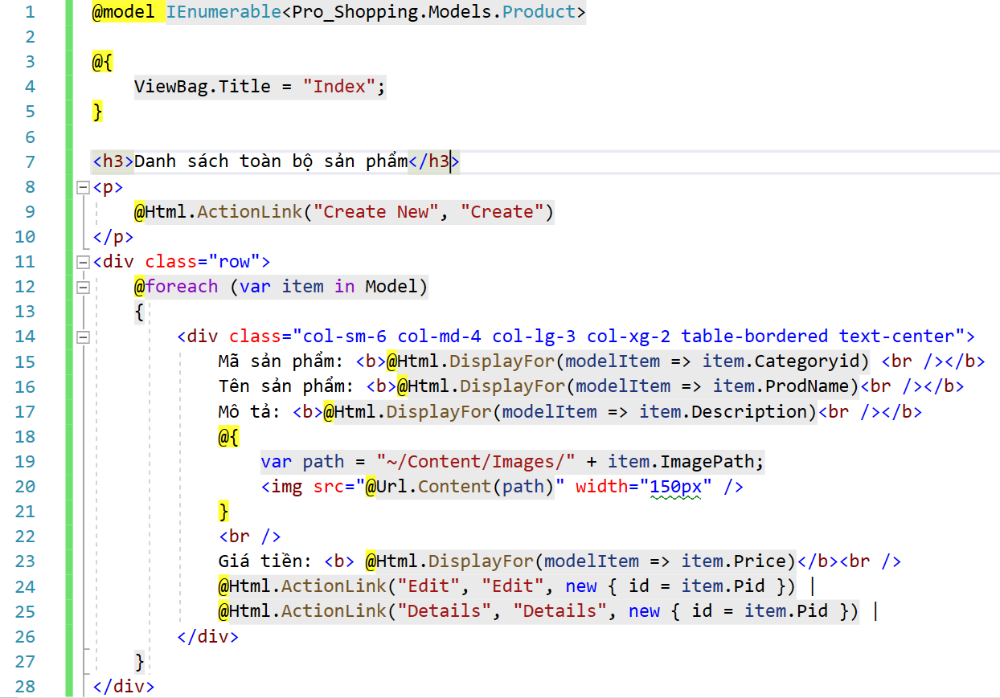 1 @model IEnumerable<Pro_Shopping.Models.Product>
2
3 @{
4     ViewBag.Title = "Index";
5 }
6
7 <h3>Danh sách toàn bộ sản phẩm</h3>
8 <p>
9     @Html.ActionLink("Create New", "Create")
10 </p>
11 <div class="row">
12     @foreach (var item in Model)
13     {
14         <div class="col-sm-6 col-md-4 col-lg-3 col-xg-2 table-bordered text-center">
15             Mã sản phẩm: <b>@Html.DisplayFor(modelItem => item.Categoryid) <br /></b>
16             Tên sản phẩm: <b>@Html.DisplayFor(modelItem => item.ProdName)<br /></b>
17             Mô tả: <b>@Html.DisplayFor(modelItem => item.Description)<br /></b>
18             @{
19                 var path = "~/Content/Images/" + item.ImagePath;
20                 <img src="@Url.Content(path)" width="150px" />
21             }
22             <br />
23             Giá tiền: <b> @Html.DisplayFor(modelItem => item.Price)</b><br />
24             @Html.ActionLink("Edit", "Edit", new { id = item.Pid }) |
25             @Html.ActionLink("Details", "Details", new { id = item.Pid }) |
26         </div>
27     }
28 </div>